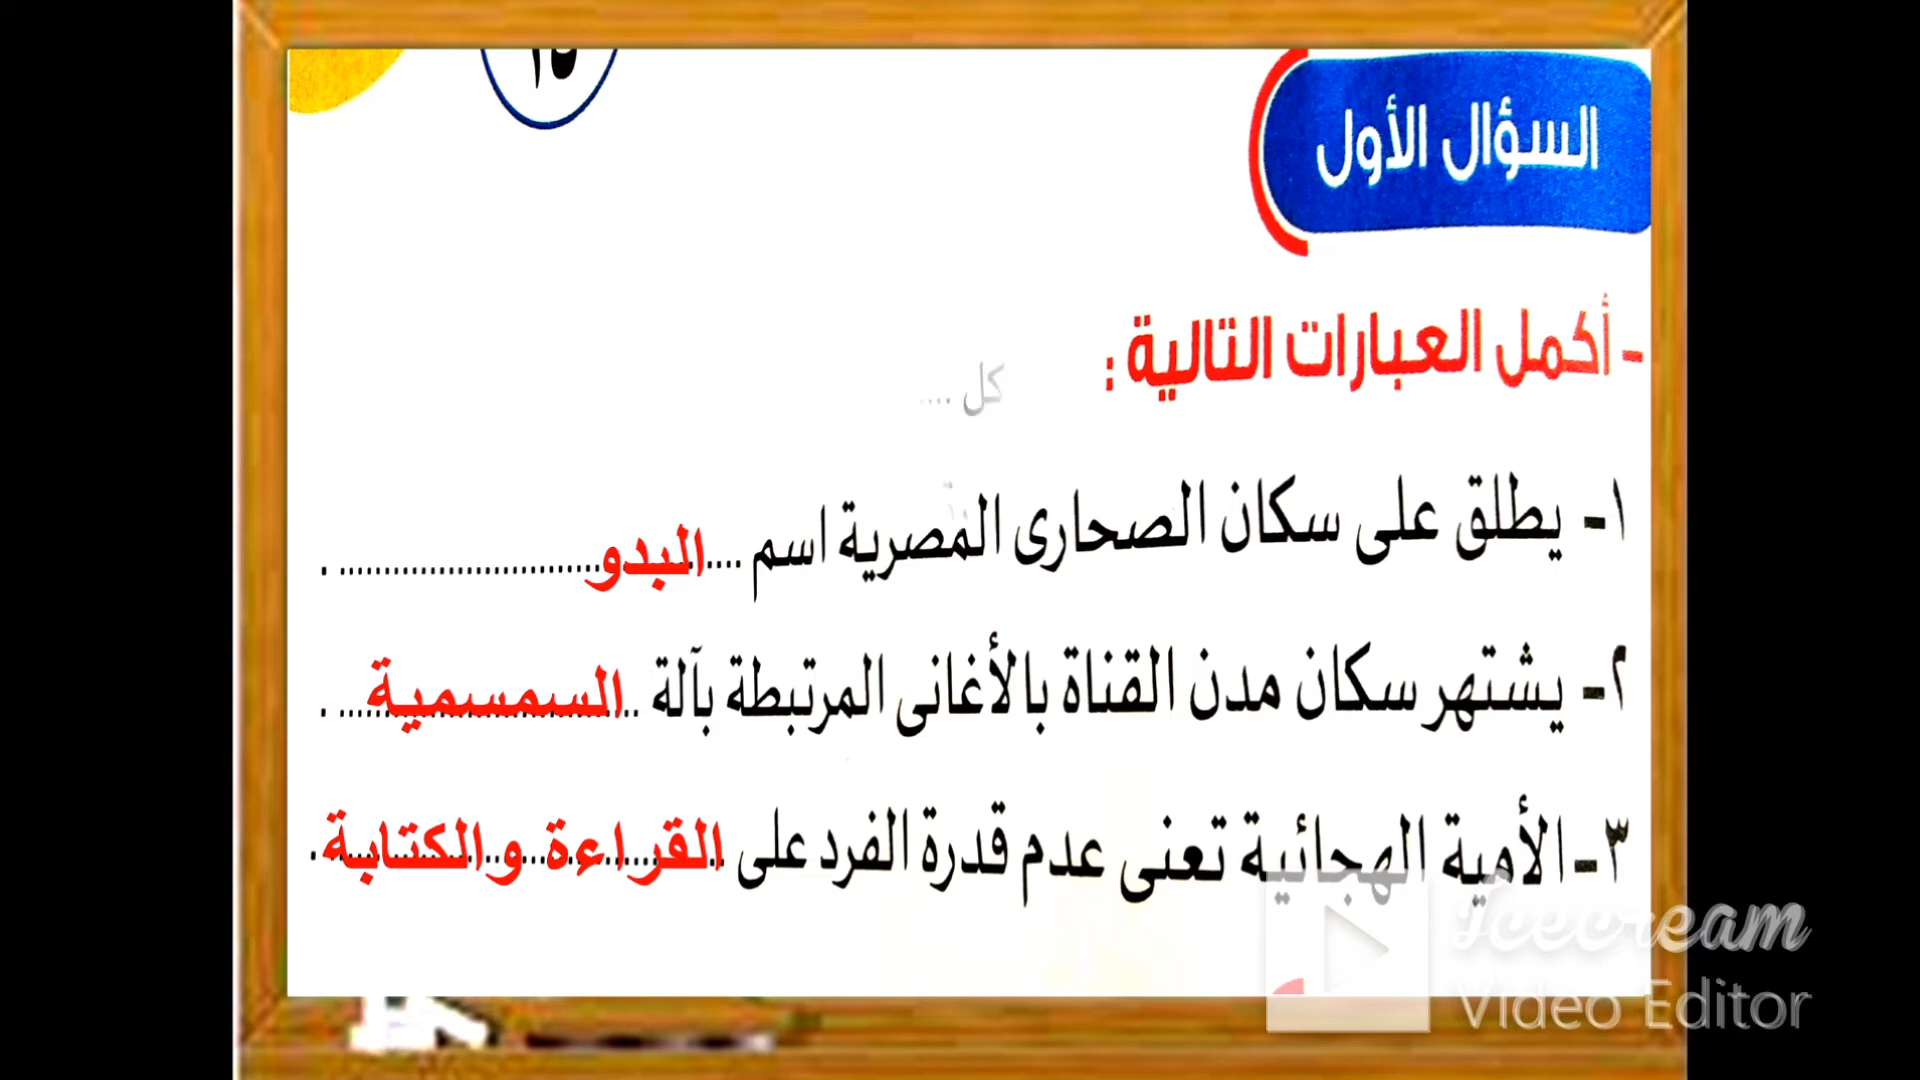 ١٥
السؤال الأول
- أكمل العبارات التالية :
كل ....
١- يطلق على سكان الصحارى المصرية اسم .... البدو .............................. .
٢- يشتهر سكان مدن القناة بالأغانى المرتبطة بآلة .. السمسمية .... .
٣- الأمية الهجائية تعنى عدم قدرة الفرد على القراءة والكتابة .
Icecream
Video Editor